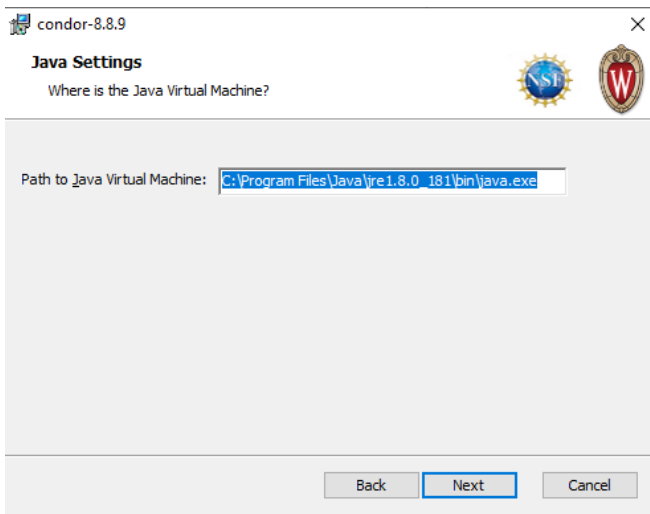 condor-8.8.9
Java Settings
Where is the Java Virtual Machine?
NSF
W
Path to Java Virtual Machine: C:\Program Files\Java\jre1.8.0_181\bin\java.exe
Back Next Cancel